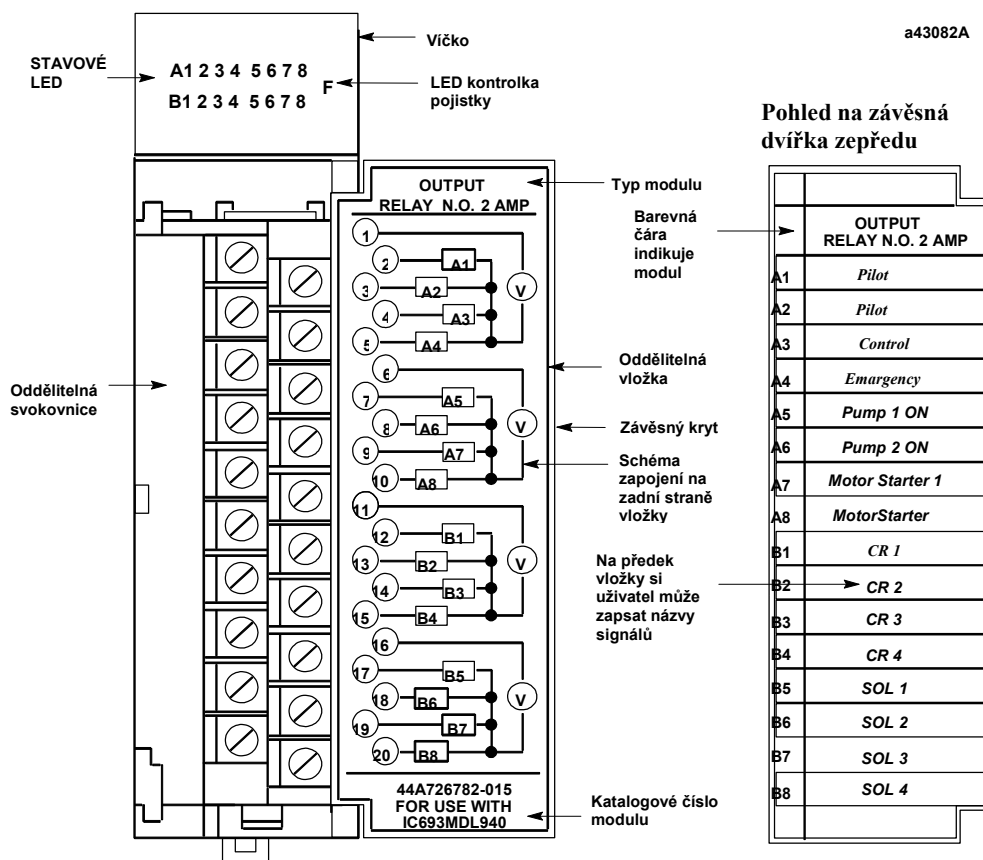 a43082A
Víčko
STAVOVÉ
LED
A1 2 3 4 5 6 7 8
B1 2 3 4 5 6 7 8
F
LED kontrolka
pojistky
Pohled na závěsná
dvířka zepředu
OUTPUT
RELAY N.O. 2 AMP
1
2 A1
3 A2
4 A3
5 A4
V
6
7 A5
8 A6
9 A7
10 A8
V
11
12 B1
13 B2
14 B3
15 B4
V
16
17 B5
18 B6
19 B7
20 B8
V
44A726782-015
FOR USE WITH
IC693MDL940
Oddělitelná
svokovnice
Typ modulu
Barevná
čára
indikuje
modul
Oddělitelná
vložka
Závěsný kryt
Schéma
zapojení na
zadní straně
vložky
Na předek
vložky si
uživatel může
zapsat názvy
signálů
Katalogové číslo
modulu
OUTPUT
RELAY N.O. 2 AMP
A1 Pilot
A2 Pilot
A3 Control
A4 Emargency
A5 Pump 1 ON
A6 Pump 2 ON
A7 Motor Starter 1
A8 MotorStarter
B1 CR 1
B2 CR 2
B3 CR 3
B4 CR 4
B5 SOL 1
B6 SOL 2
B7 SOL 3
B8 SOL 4